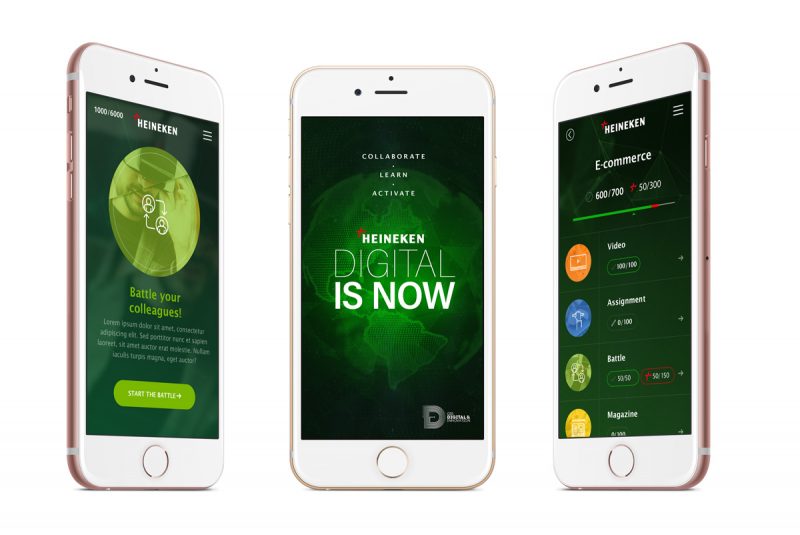 1000/6000
HEINEKEN
Battle your
colleagues!
Lorem ipsum dolor sit amet, consectetur
adipiscing elit. Sed porttitor nunc et sapien
laoreet, sit amet auctor erat molestie. Nullam
iaculis turpis magna, eget auctor?
START THE BATTLE
COLLABORATE
LEARN
ACTIVATE
HEINEKEN
DIGITAL
IS NOW
DIGITAL &
HEINEKEN
E-commerce
600/700 50/300
Video
100/100
Assignment
0/100
Battle
50/50 50/150
Magazine
0/100